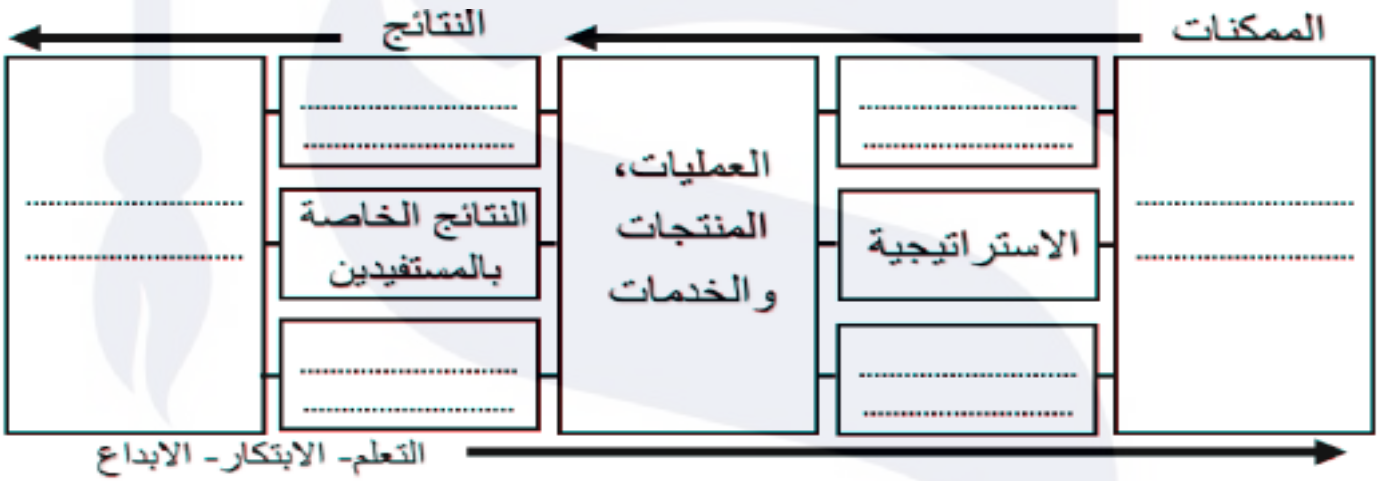 الممكنات
النتائج
الاستراتيجية
العمليات،
المنتجات
والخدمات
النتائج الخاصة
بالمستفيدين
التعلم- الابتكار- الابداع